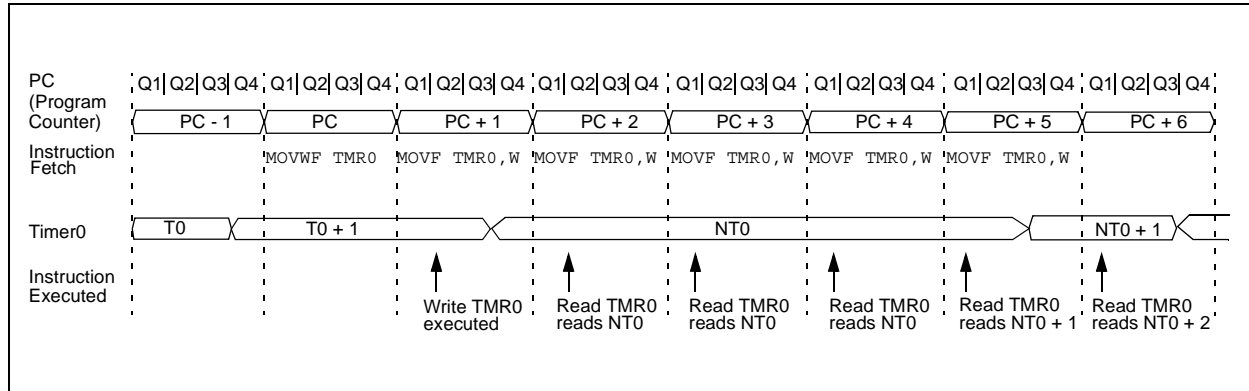 PC
(Program
Counter)
Q1 Q2 Q3 Q4 Q1 Q2 Q3 Q4 Q1 Q2 Q3 Q4 Q1 Q2 Q3 Q4 Q1 Q2 Q3 Q4 Q1 Q2 Q3 Q4 Q1 Q2 Q3 Q4 Q1 Q2 Q3 Q4
PC - 1 PC PC + 1 PC + 2 PC + 3 PC + 4 PC + 5 PC + 6
Instruction
Fetch
MOVWF TMR0 MOVF TMR0,W MOVF TMR0,W MOVF TMR0,W MOVF TMR0,W MOVF TMR0,W
Timer0
T0 T0 + 1 NT0 NT0 + 1
Instruction
Executed
Write TMR0
executed
Read TMR0
reads NT0
Read TMR0
reads NT0
Read TMR0
reads NT0
Read TMR0
reads NT0 + 1
Read TMR0
reads NT0 + 2